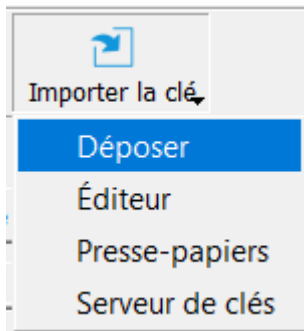 Importer la clé
Déposer
Éditeur
Presse-papiers
Serveur de clés